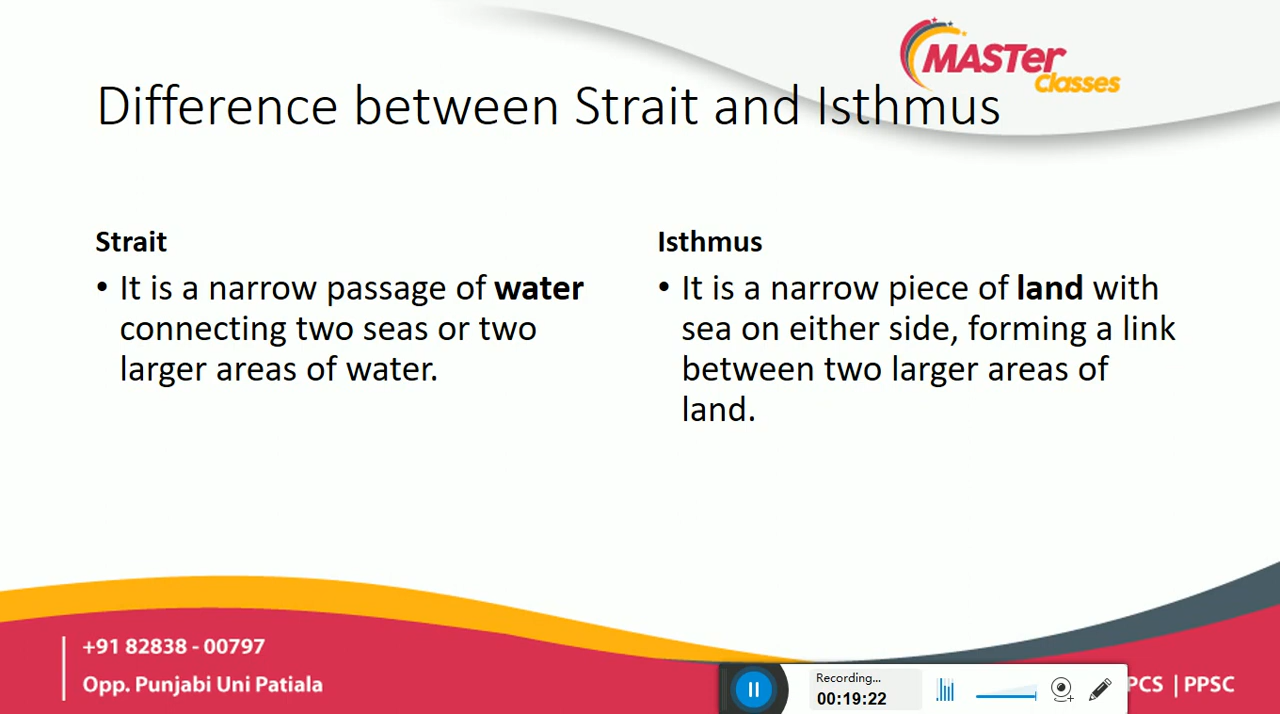 MASTer
Classes
Difference between Strait and Isthmus
Strait
• It is a narrow passage of water
connecting two seas or two
larger areas of water.
Isthmus
• It is a narrow piece of land with
sea on either side, forming a link
between two larger areas of
land.
+91 82838 - 00797
Opp. Punjabi Uni Patiala
Recording...
00:19:22
PCS | PPSC